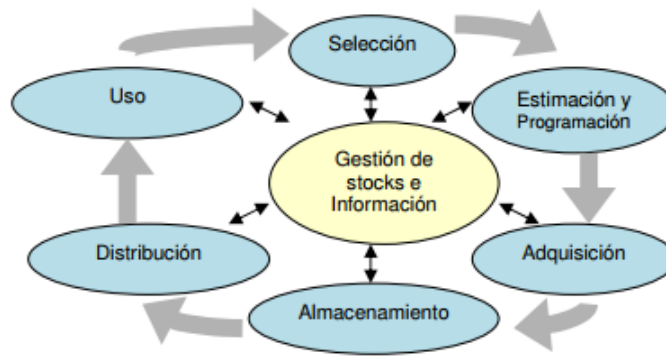 Selección
Uso
Estimación y
Programación
Gestión de
stocks e
Información
Distribución
Adquisición
Almacenamiento